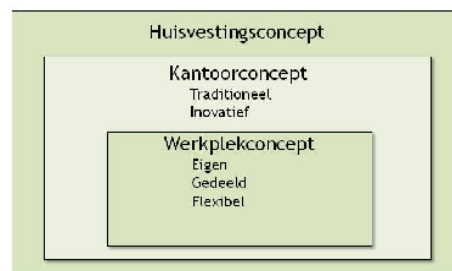 Huisvestingsconcept
Kantoorconcept
Traditioneel
Inovatief
Werkplekconcept
Eigen
Gedeeld
Flexibel